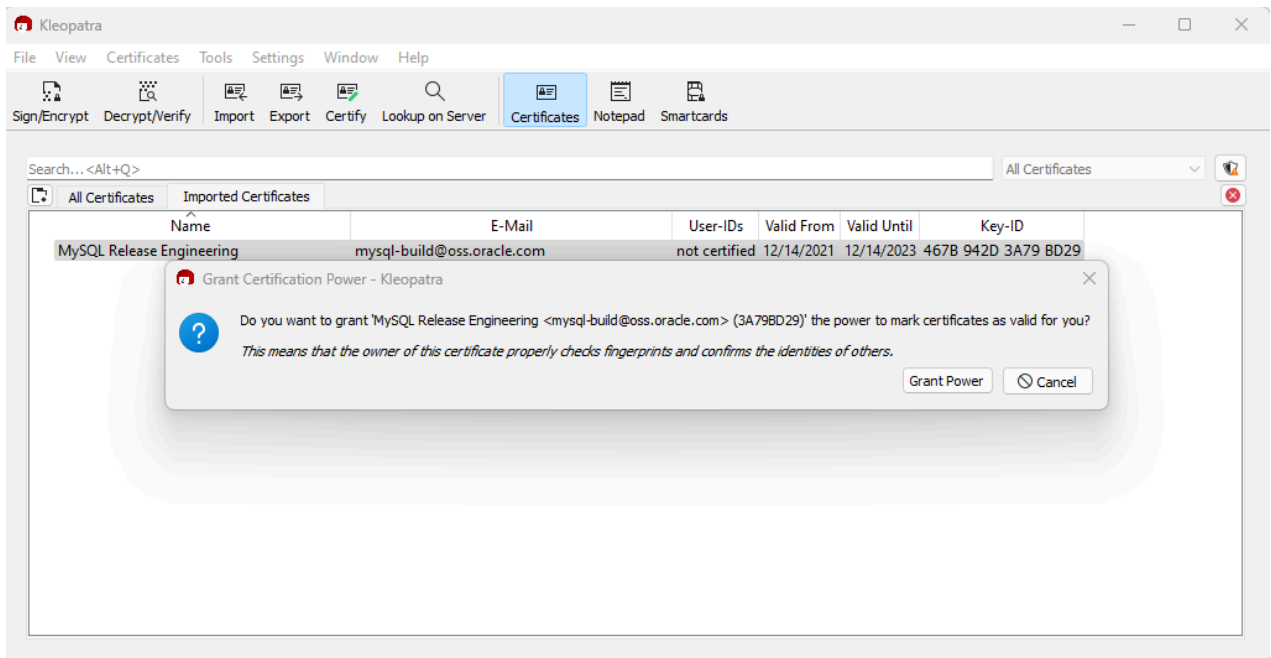 Kleopatra
File View Certificates Tools Settings Window Help
Sign/Encrypt Decrypt/Verify Import Export Certify Lookup on Server Certificates Notepad Smartcards
Search...<Alt+Q> All Certificates
All Certificates Imported Certificates
Name E-Mail User-IDs Valid From Valid Until Key-ID
MySQL Release Engineering mysql-build@oss.oracle.com not certified 12/14/2021 12/14/2023 467B 942D 3A79 BD29
Grant Certification Power - Kleopatra
Do you want to grant 'MySQL Release Engineering <mysql-build@oss.oracle.com> (3A79BD29)' the power to mark certificates as valid for you?
This means that the owner of this certificate properly checks fingerprints and confirms the identities of others.
Grant Power Cancel